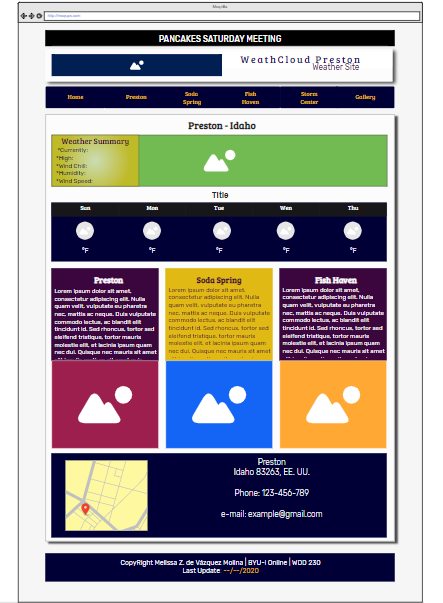 PANCAKES SATURDAY MEETING
WeathCloud Preston
Weather Site
Home Preston Soda Spring Fish Haven Storm Center Gallery
Preston - Idaho
Weather Summary
*Currently:
*High:
*Wind Chill:
*Humidity:
*Wind Speed:
Title
Sun Mon Tue Wen Thu
°F °F °F °F °F
Preston
Lorem ipsum dolor sit amet,
consectetur adipiscing elit. Nulla
quam velit, vulputate eu pharetra
nec, mattis ac neque. Duis vulputate
commodo lectus, ac blandit elit
tincidunt id. Sed rhoncus, tortor sed
eleifend tristique, tortor mauris
molestie elit, et lacinia ipsum quam
nec dui. Quisque nec mauris sit amet
Soda Spring
Lorem ipsum dolor sit amet,
consectetur adipiscing elit. Nulla
quam velit, vulputate eu pharetra
nec, mattis ac neque. Duis vulputate
commodo lectus, ac blandit elit
tincidunt id. Sed rhoncus, tortor sed
eleifend tristique, tortor mauris
molestie elit, et lacinia ipsum quam
nec dui. Quisque nec mauris sit amet
Fish Haven
Lorem ipsum dolor sit amet,
consectetur adipiscing elit. Nulla
quam velit, vulputate eu pharetra
nec, mattis ac neque. Duis vulputate
commodo lectus, ac blandit elit
tincidunt id. Sed rhoncus, tortor sed
eleifend tristique, tortor mauris
molestie elit, et lacinia ipsum quam
nec dui. Quisque nec mauris sit amet
Preston
Idaho 83263, EE. UU.
Phone: 123-456-789
e-mail: example@gmail.com
CopyRight Melissa Z. de Vázquez Molina | BYU-I Online | WDD 230
Last Update --/--/2020